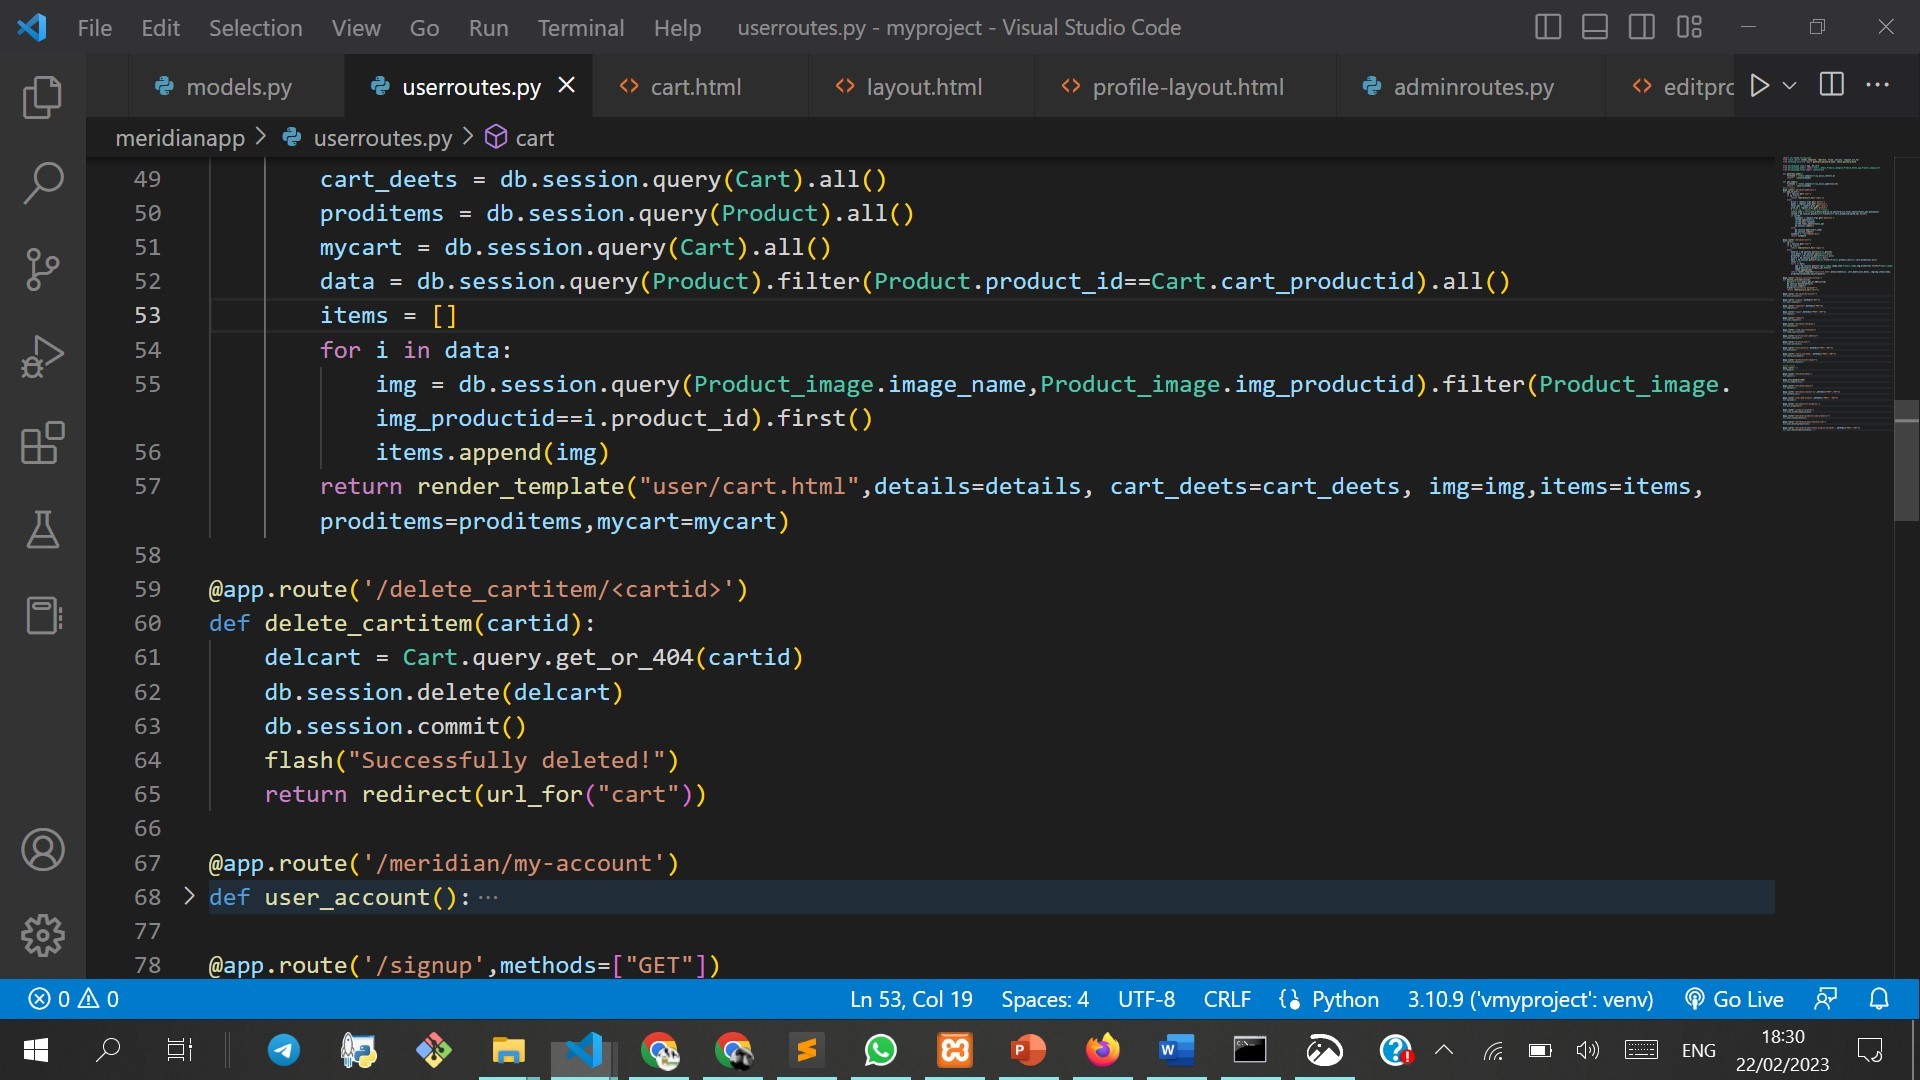 File Edit Selection View Go Run Terminal Help userroutes.py - myproject - Visual Studio Code
models.py userroutes.py cart.html layout.html profile-layout.html adminroutes.py editpro
meridianapp > userroutes.py > cart
49 cart_deets = db.session.query(Cart).all()
50 proditems = db.session.query(Product).all()
51 mycart = db.session.query(Cart).all()
52 data = db.session.query(Product).filter(Product.product_id==Cart.cart_productid).all()
53 items = []
54 for i in data:
55 img = db.session.query(Product_image.image_name,Product_image.img_productid).filter(Product_image.
img_productid==i.product_id).first()
56 items.append(img)
57 return render_template("user/cart.html",details=details, cart_deets=cart_deets, img=img,items=items,
proditems=proditems,mycart=mycart)
58
59 @app.route('/delete_cartitem/<cartid>')
60 def delete_cartitem(cartid):
61 delcart = Cart.query.get_or_404(cartid)
62 db.session.delete(delcart)
63 db.session.commit()
64 flash("Successfully deleted!")
65 return redirect(url_for("cart"))
66
67 @app.route('/meridian/my-account')
68 def user_account():···
77
78 @app.route('/signup',methods=["GET"])
0 0 Ln 53, Col 19 Spaces: 4 UTF-8 CRLF Python 3.10.9 ('vmyproject': venv) Go Live
ENG 18:30
22/02/2023